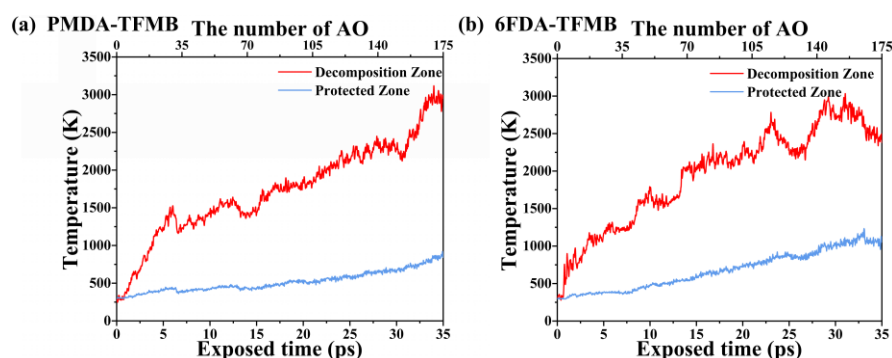 (a) PMDA-TFMB
The number of AO
0 35 70 105 140 175
3500
3000
2500
2000
1500
1000
500
0
Temperature (K)
Decomposition Zone
Protected Zone
0 5 10 15 20 25 30 35
Exposed time (ps)
(b) 6FDA-TFMB
The number of AO
0 35 70 105 140 175
3500
3000
2500
2000
1500
1000
500
0
Temperature (K)
Decomposition Zone
Protected Zone
0 5 10 15 20 25 30 35
Exposed time (ps)